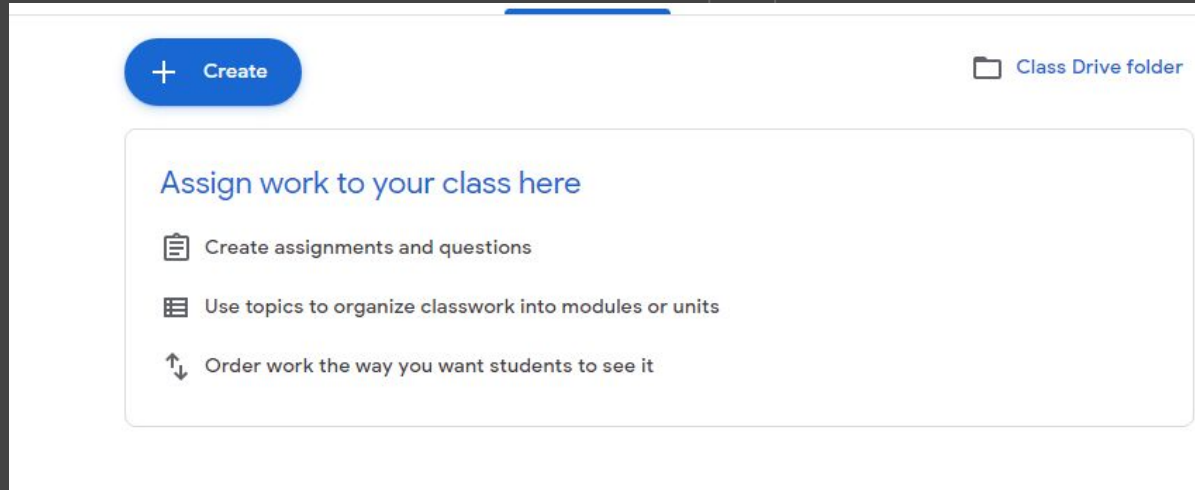 Create
Class Drive folder
Assign work to your class here
Create assignments and questions
Use topics to organize classwork into modules or units
Order work the way you want students to see it